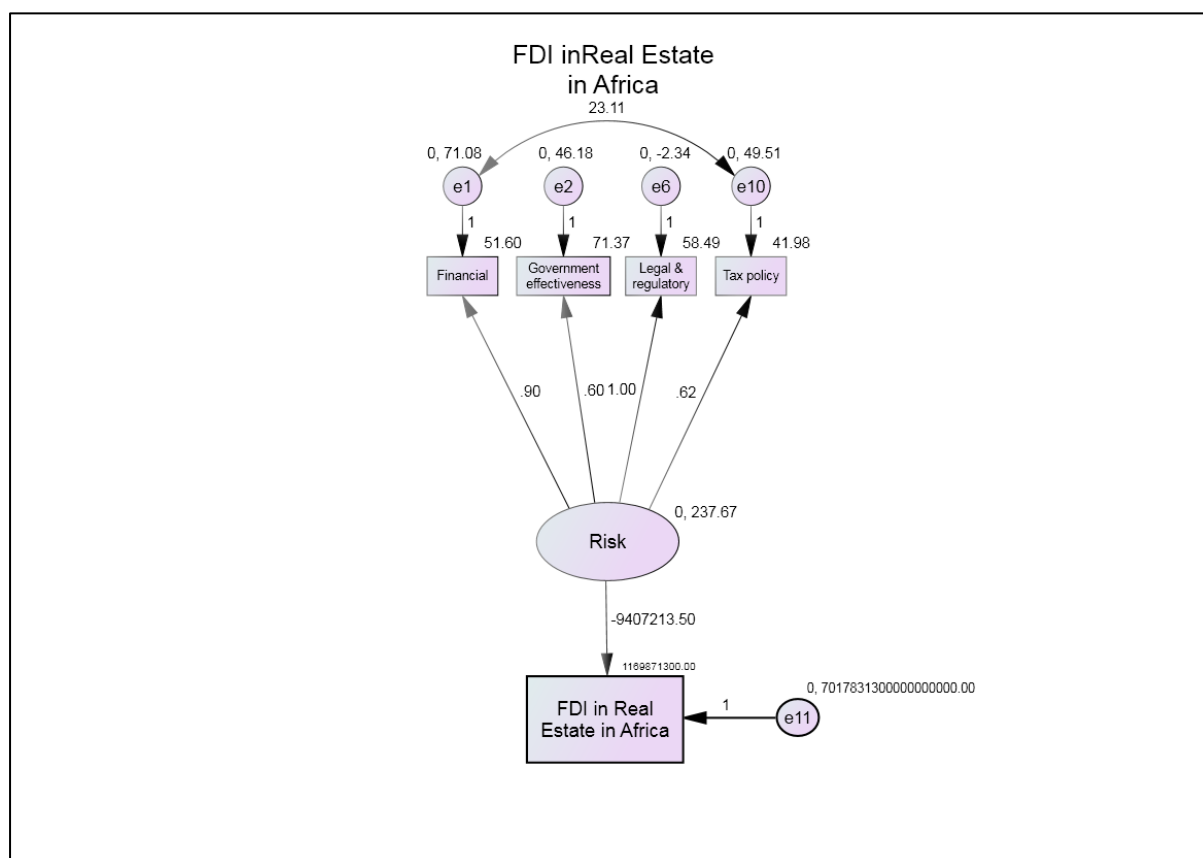 FDI inReal Estate
in Africa
23.11
0, 71.08
0, 46.18
0, -2.34
0, 49.51
e1
e2
e6
e10
1
1
1
1
51.60
71.37
58.49
41.98
Financial
Government
effectiveness
Legal &
regulatory
Tax policy
.90
.60
1.00
.62
0, 237.67
Risk
-9407213.50
1169871300.00
FDI in Real
Estate in Africa
1
0, 7017831300000000000.00
e11